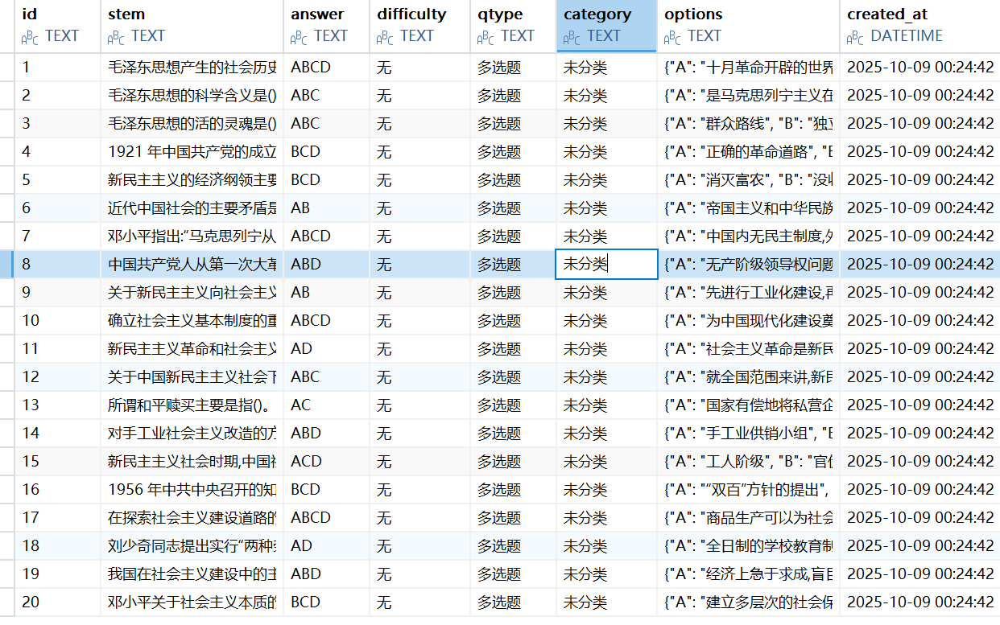 id stem answer difficulty qtype category options created_at
ABC TEXT ABC TEXT ABC TEXT ABC TEXT ABC TEXT ABC TEXT ABC TEXT ABC DATETIME
1 毛泽东思想产生的社会历史 ABCD 无 多选题 未分类 {"A": "十月革命开辟的世界 2025-10-09 00:24:42
2 毛泽东思想的科学含义是() ABC 无 多选题 未分类 {"A": "是马克思列宁主义在 2025-10-09 00:24:42
3 毛泽东思想的活的灵魂是() ABC 无 多选题 未分类 {"A": "群众路线", "B": "独立 2025-10-09 00:24:42
4 1921 年中国共产党的成立 BCD 无 多选题 未分类 {"A": "正确的革命道路", "B 2025-10-09 00:24:42
5 新民主主义的经济纲领主要 BCD 无 多选题 未分类 {"A": "消灭富农", "B": "没收 2025-10-09 00:24:42
6 近代中国社会的主要矛盾是 AB 无 多选题 未分类 {"A": "帝国主义和中华民族 2025-10-09 00:24:42
7 邓小平指出:“马克思列宁从 ABCD 无 多选题 未分类 {"A": "中国内无民主制度,外 2025-10-09 00:24:42
8 中国共产党人从第一次大革 ABD 无 多选题 未分类 {"A": "无产阶级领导权问题 2025-10-09 00:24:42
9 关于新民主主义向社会主义 AB 无 多选题 未分类 {"A": "先进行工业化建设,再 2025-10-09 00:24:42
10 确立社会主义基本制度的重 ABCD 无 多选题 未分类 {"A": "为中国现代化建设奠 2025-10-09 00:24:42
11 新民主主义革命和社会主义 AD 无 多选题 未分类 {"A": "社会主义革命是新民 2025-10-09 00:24:42
12 关于中国新民主主义社会下 ABC 无 多选题 未分类 {"A": "就全国范围来讲,新民 2025-10-09 00:24:42
13 所谓和平赎买主要是指()。 AC 无 多选题 未分类 {"A": "国家有偿地将私营企 2025-10-09 00:24:42
14 对手工业社会主义改造的方 ABD 无 多选题 未分类 {"A": "手工业供销小组", "B 2025-10-09 00:24:42
15 新民主主义社会时期,中国社 ACD 无 多选题 未分类 {"A": "工人阶级", "B": "官僚 2025-10-09 00:24:42
16 1956 年中共中央召开的知 BCD 无 多选题 未分类 {"A": "“双百”方针的提出", 2025-10-09 00:24:42
17 在探索社会主义建设道路的 ABCD 无 多选题 未分类 {"A": "商品生产可以为社会 2025-10-09 00:24:42
18 刘少奇同志提出实行“两种 AD 无 多选题 未分类 {"A": "全日制的学校教育制 2025-10-09 00:24:42
19 我国在社会主义建设中的主 ABD 无 多选题 未分类 {"A": "经济上急于求成,盲目 2025-10-09 00:24:42
20 邓小平关于社会主义本质的 BCD 无 多选题 未分类 {"A": "建立多层次的社会保 2025-10-09 00:24:42